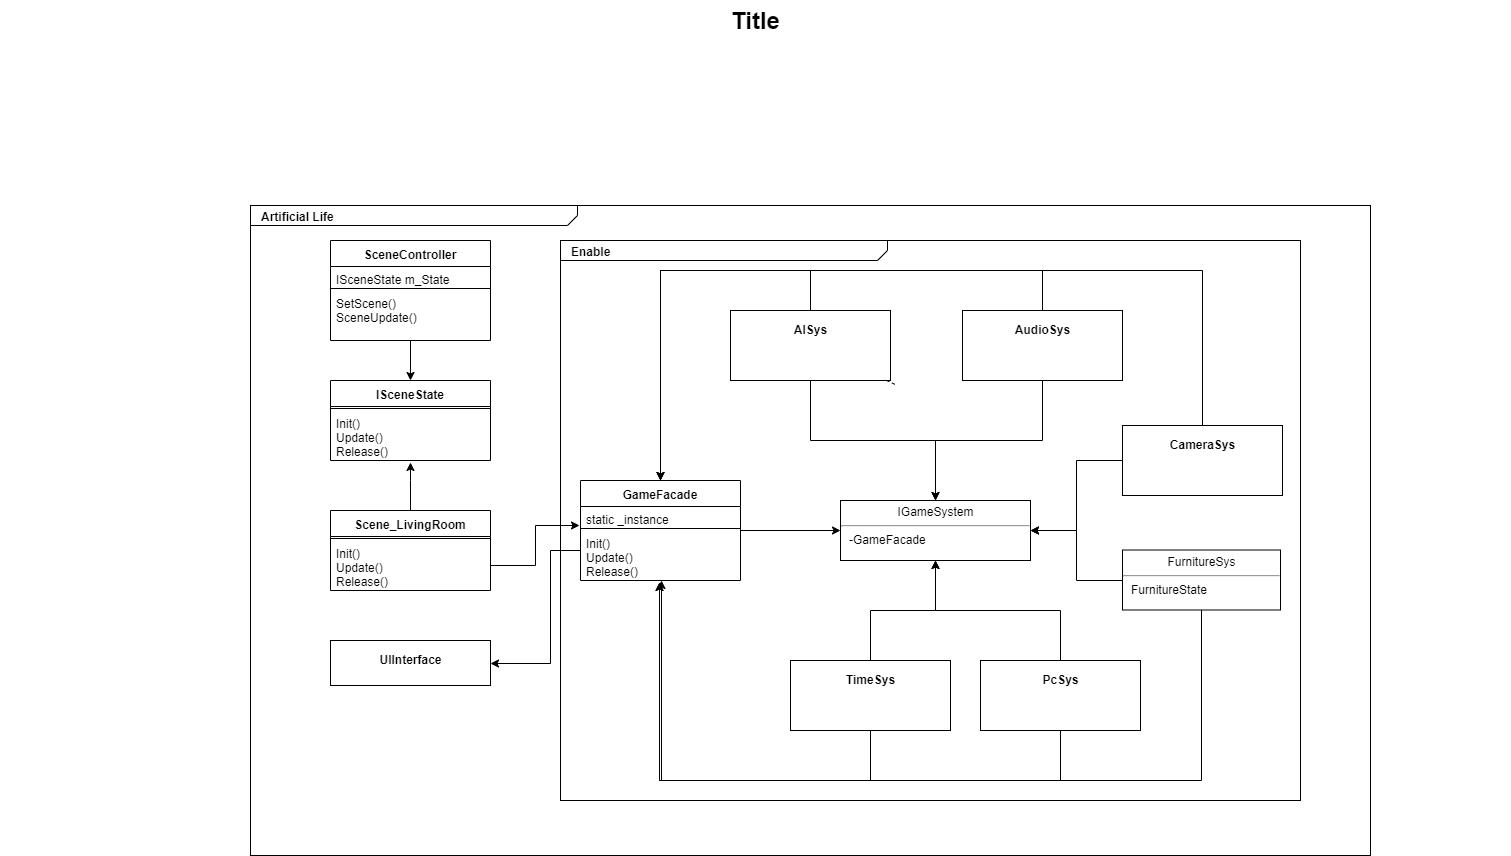 Title
Artificial Life
SceneController
ISceneState m_State
SetScene()
SceneUpdate()
ISceneState
Init()
Update()
Release()
Scene_LivingRoom
Init()
Update()
Release()
UIInterface
Enable
AISys
AudioSys
CameraSys
GameFacade
static _instance
Init()
Update()
Release()
IGameSystem
-GameFacade
FurnitureSys
FurnitureState
TimeSys
PcSys